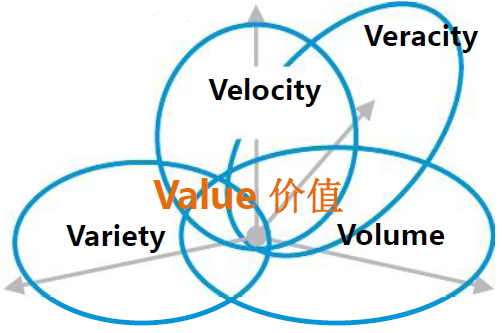 Veracity
Velocity
Value 价值
Variety
Volume